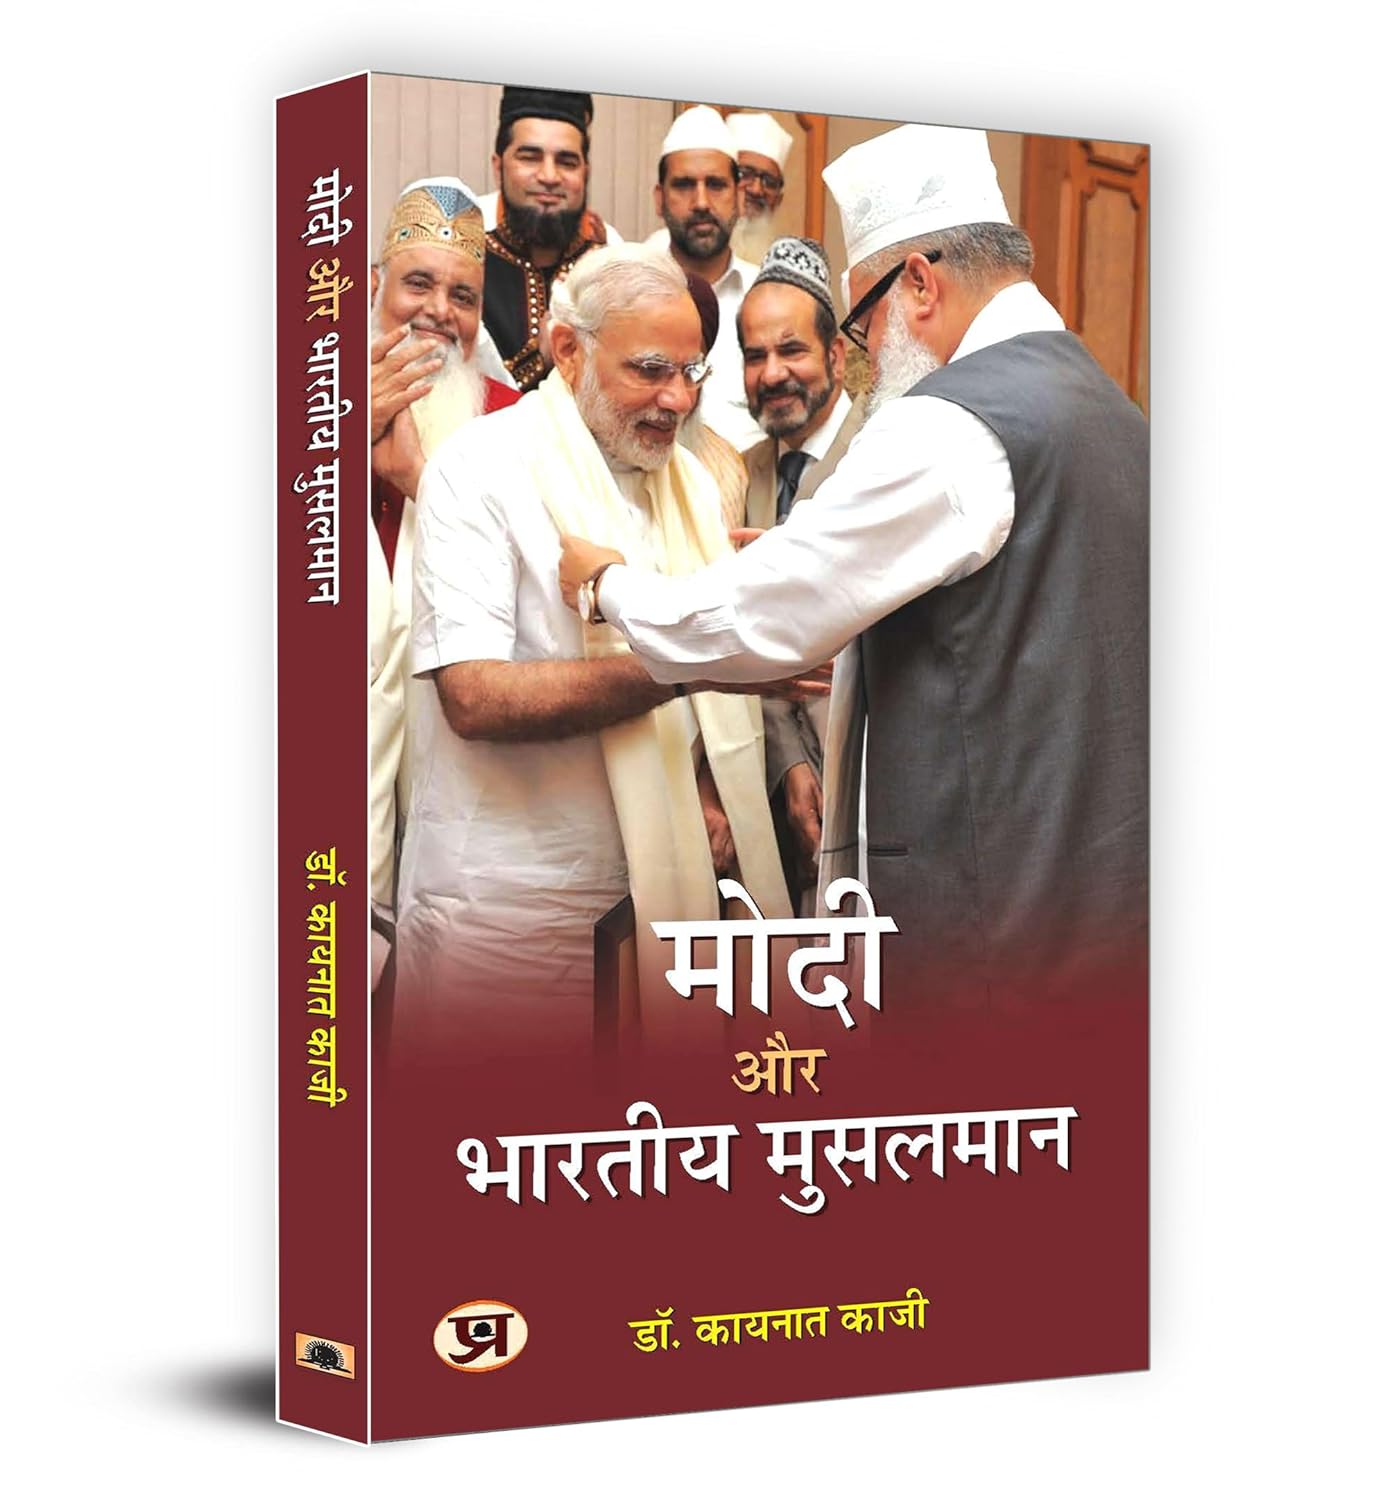 मोदी और भारतीय मुसलमान
डॉ. कायनात काजी
मोदी
और
भारतीय मुसलमान
प्र
डॉ. कायनात काजी